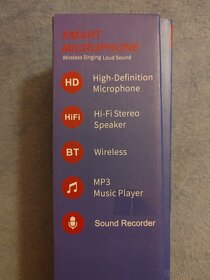 SMART
MICROPHONE
Wireless Singing Loud Sound
HD
High-Definition
Microphone
HiFi
Hi-Fi Stereo
Speaker
BT
Wireless
MP3
Music Player
Sound Recorder